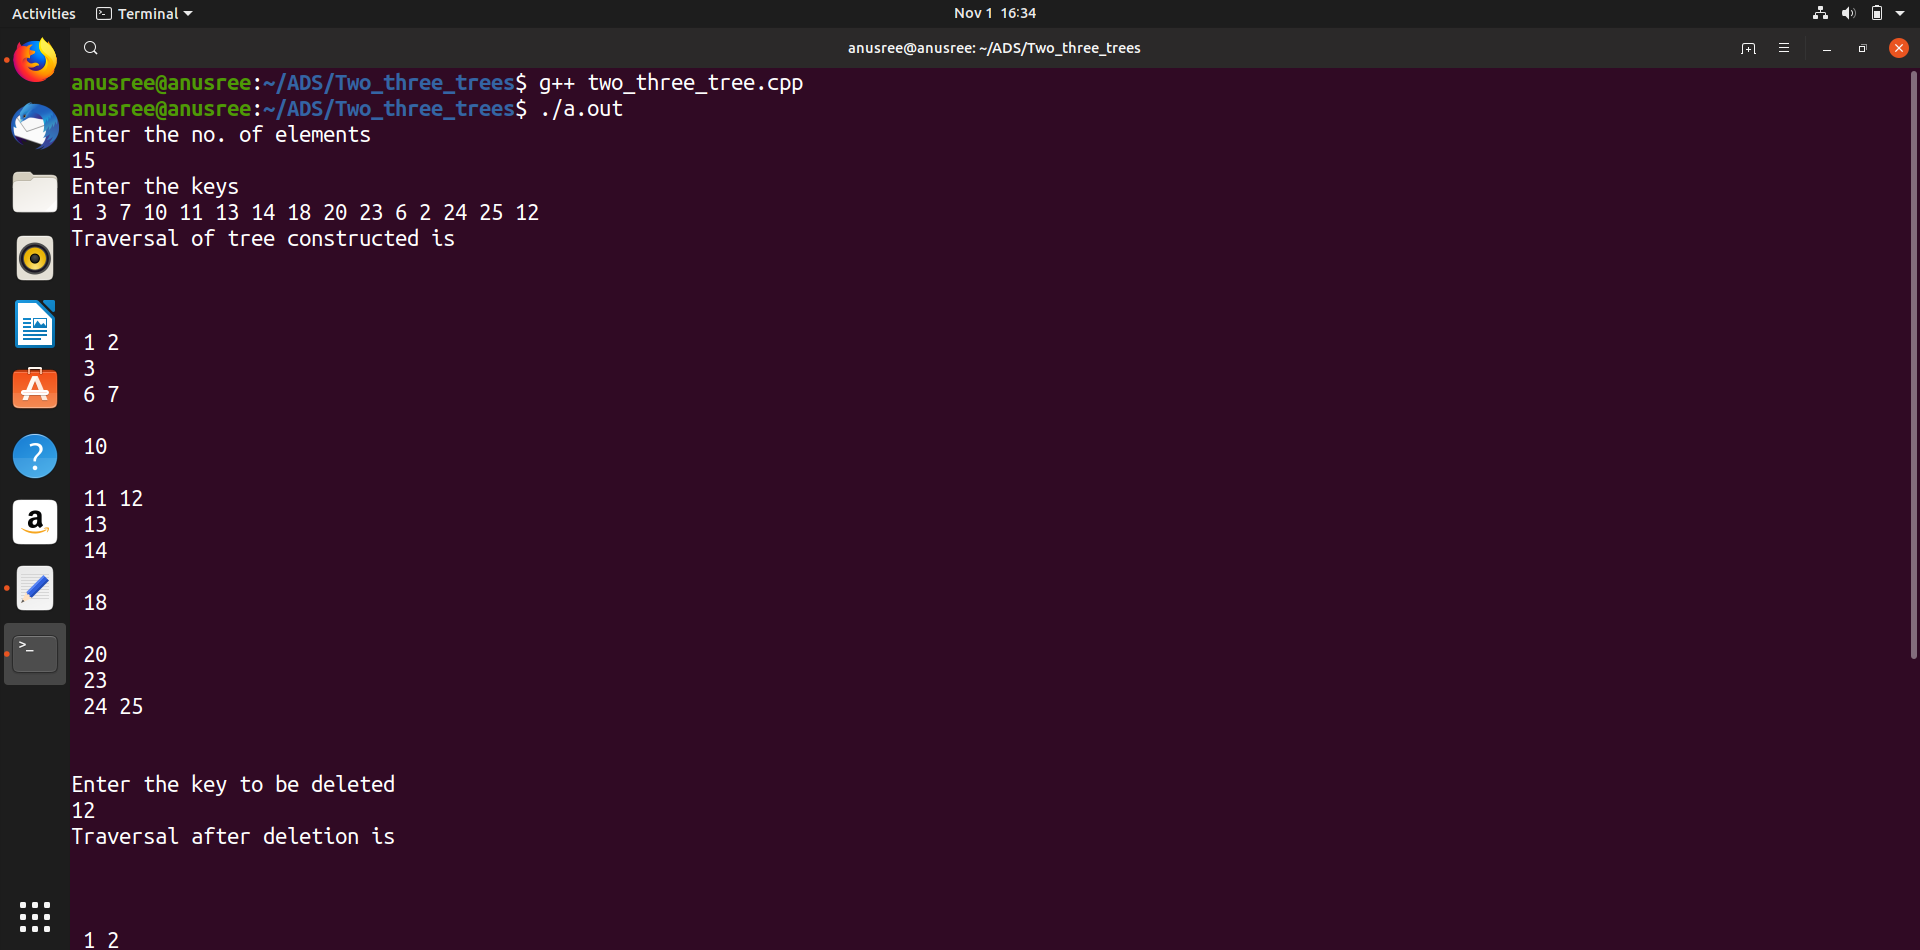 Activities
Terminal
Nov 1 16:34
anusree@anusree: ~/ADS/Two_three_trees
anusree@anusree:~/ADS/Two_three_trees$ g++ two_three_tree.cpp
anusree@anusree:~/ADS/Two_three_trees$ ./a.out
Enter the no. of elements
15
Enter the keys
1 3 7 10 11 13 14 18 20 23 6 2 24 25 12
Traversal of tree constructed is
1 2
3
6 7
10
11 12
13
14
18
20
23
24 25
Enter the key to be deleted
12
Traversal after deletion is
1 2